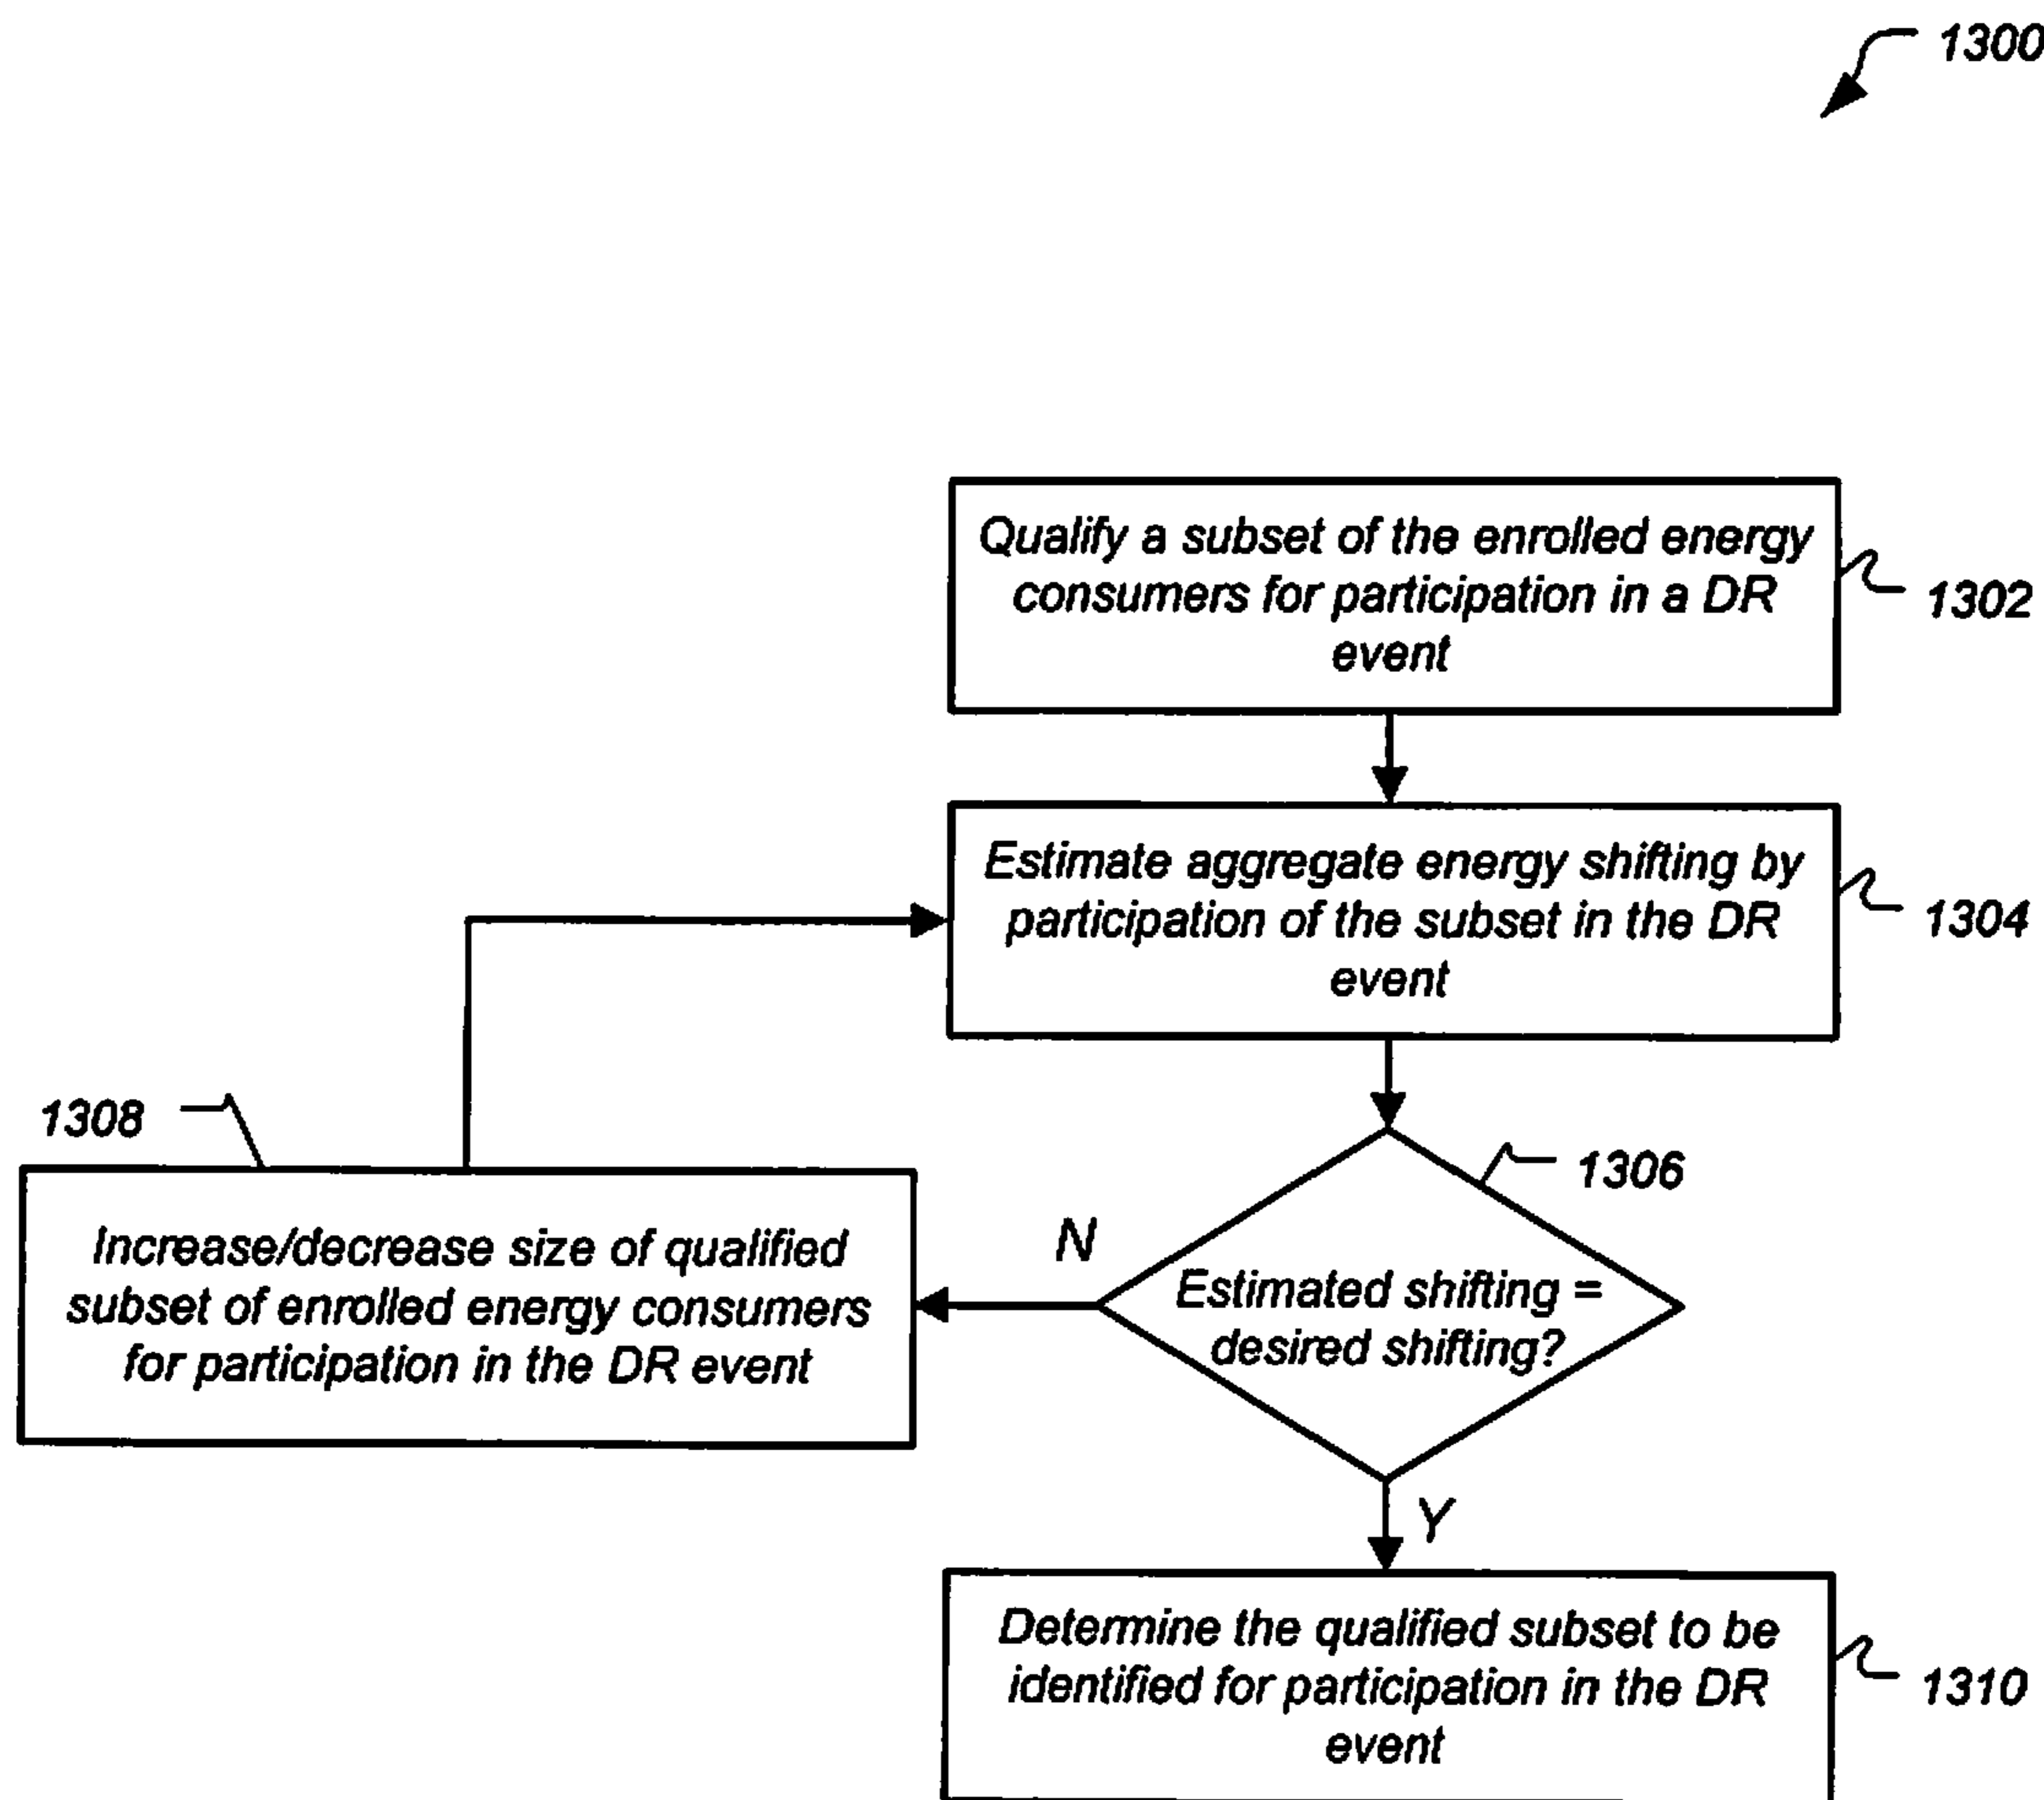 1300
Qualify a subset of the enrolled energy
consumers for participation in a DR
event
1302
Estimate aggregate energy shifting by
participation of the subset in the DR
event
1304
1308
1306
Increase/decrease size of qualified
subset of enrolled energy consumers
for participation in the DR event
N
Estimated shifting =
desired shifting?
Y
Determine the qualified subset to be
identified for participation in the DR
event
1310